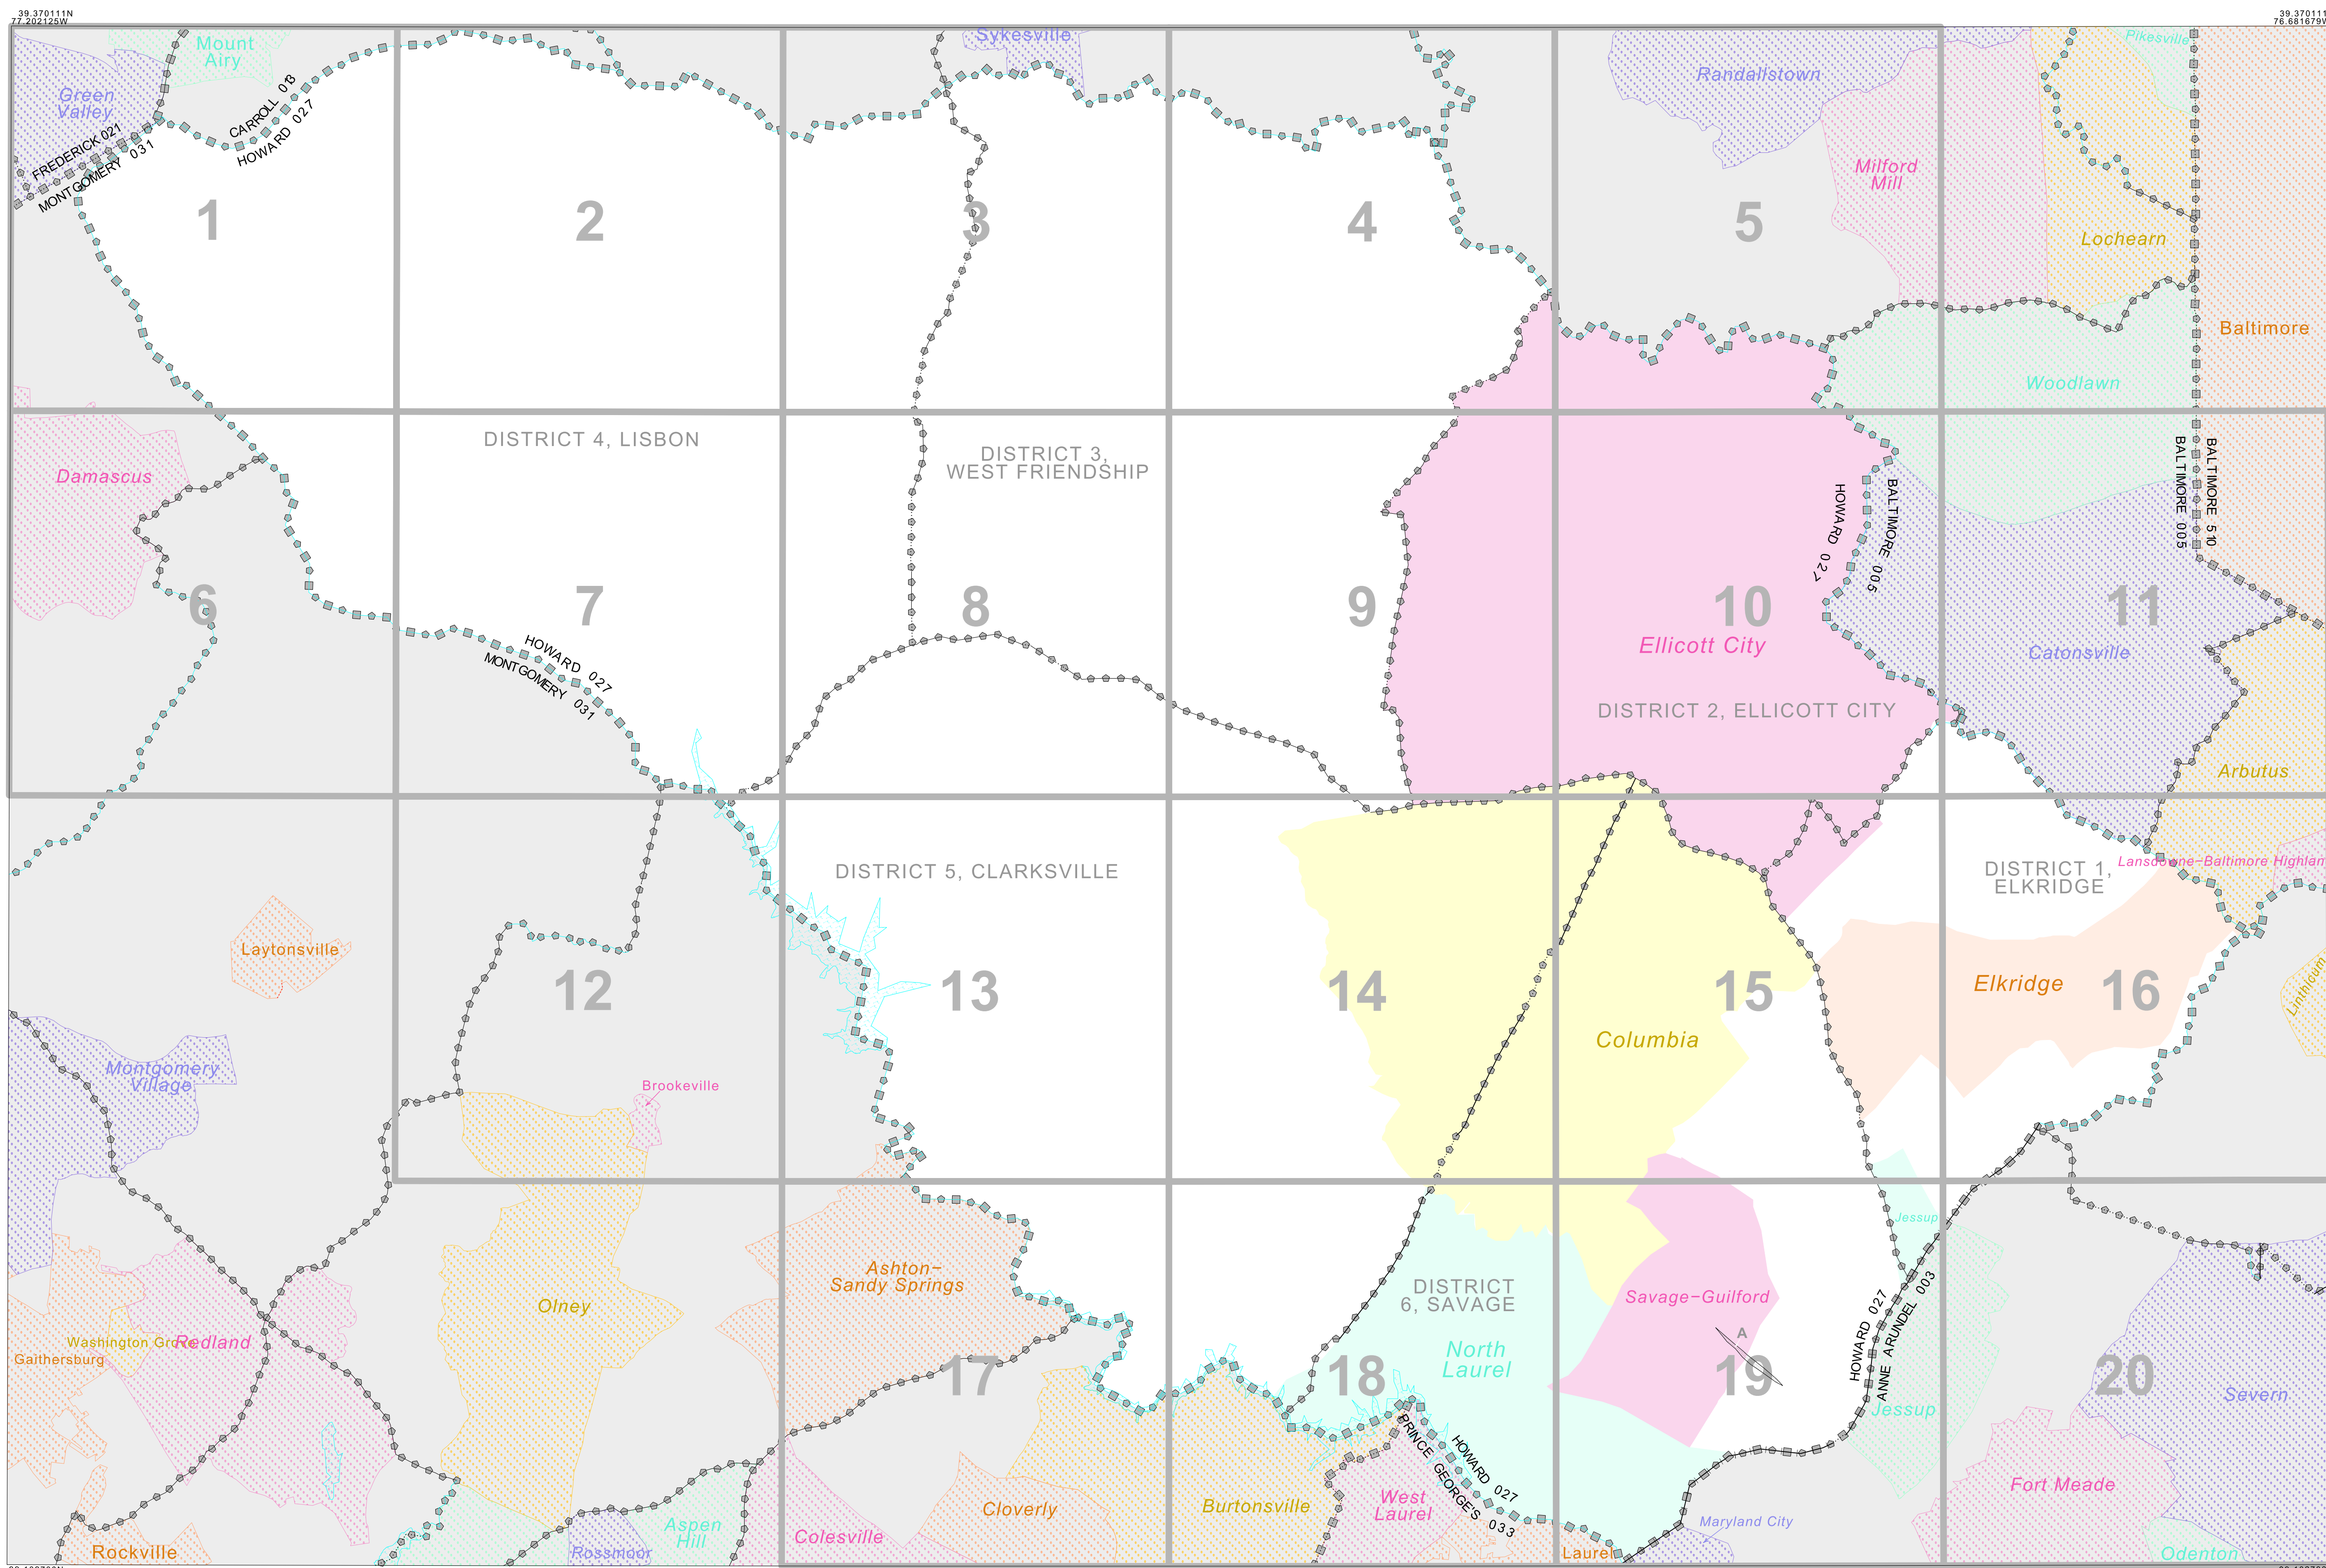 39.370111N
77.202125W
39.370111
76.681679W
Mount
Airy
Sykesville
Pikesville
Randallstown
Green
Valley
CARROLL 013
HOWARD 027
FREDERICK 021
MONTGOMERY 031
Milford
Mill
1
2
3
4
5
Lochearn
Baltimore
Woodlawn
DISTRICT 4, LISBON
DISTRICT 3,
WEST FRIENDSHIP
Damascus
HOWARD 027
BALTIMORE 005
BALTIMORE 005
BALTIMORE 510
6
7
8
9
10
11
Ellicott City
Catonsville
HOWARD 027
MONTGOMERY 031
DISTRICT 2, ELLICOTT CITY
Arbutus
DISTRICT 5, CLARKSVILLE
DISTRICT 1,
ELKRIDGE
Lansdowne-Baltimore Highlan
Laytonsville
12
13
14
15
16
Elkridge
Linthicum
Columbia
Montgomery
Village
Brookeville
Jessup
Ashton-
Sandy Springs
DISTRICT
6, SAVAGE
Savage-Guilford
Olney
HOWARD 027
ANNE ARUNDEL 003
A
Washington Grove
Redland
Gaithersburg
North
Laurel
17
18
19
20
Severn
Jessup
HOWARD 027
PRINCE GEORGE'S 033
Fort Meade
Cloverly
Burtonsville
West
Laurel
Maryland City
Rockville
Rossmoor
Aspen
Hill
Colesville
Laurel
Odenton